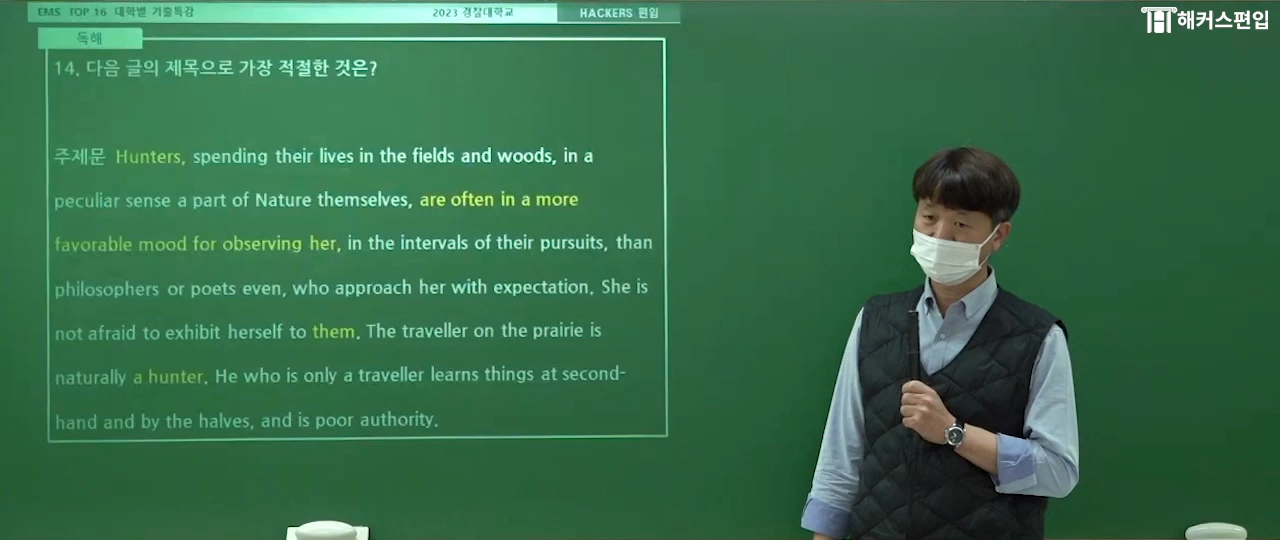 EMS TOP 16 대학별 기출특강
2023 경찰대학교
HACKERS 편입
해커스편입
독해
14. 다음 글의 제목으로 가장 적절한 것은?
주제문 Hunters, spending their lives in the fields and woods, in a
peculiar sense a part of Nature themselves, are often in a more
favorable mood for observing her, in the intervals of their pursuits, than
philosophers or poets even, who approach her with expectation. She is
not afraid to exhibit herself to them. The traveller on the prairie is
naturally a hunter. He who is only a traveller learns things at second-
hand and by the halves, and is poor authority.